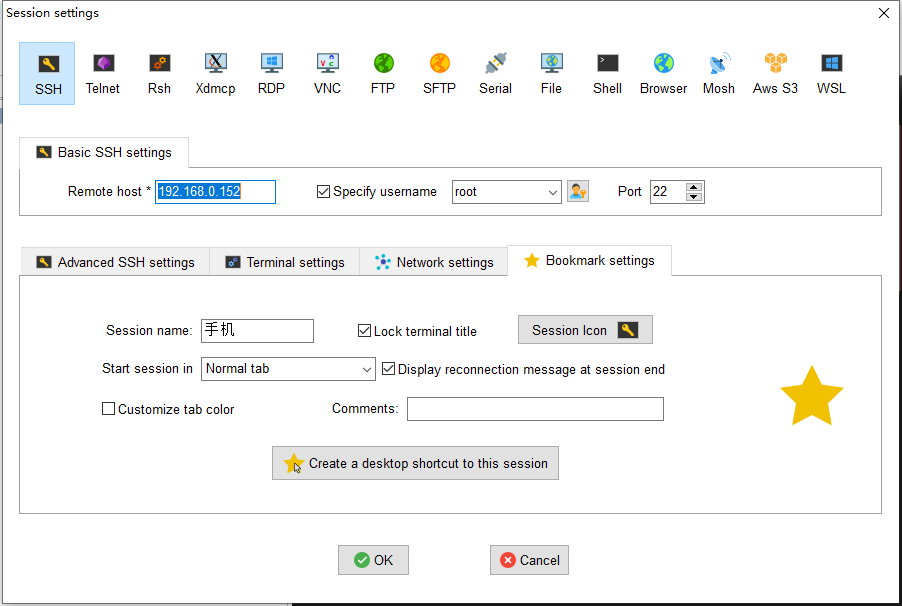 Session settings
SSH Telnet Rsh Xdmcp RDP VNC FTP SFTP Serial File Shell Browser Mosh Aws S3 WSL
Basic SSH settings
Remote host * 192.168.0.152 Specify username root Port 22
Advanced SSH settings Terminal settings Network settings Bookmark settings
Session name: 手机 Lock terminal title Session Icon
Start session in Normal tab Display reconnection message at session end
Customize tab color Comments:
Create a desktop shortcut to this session
OK Cancel